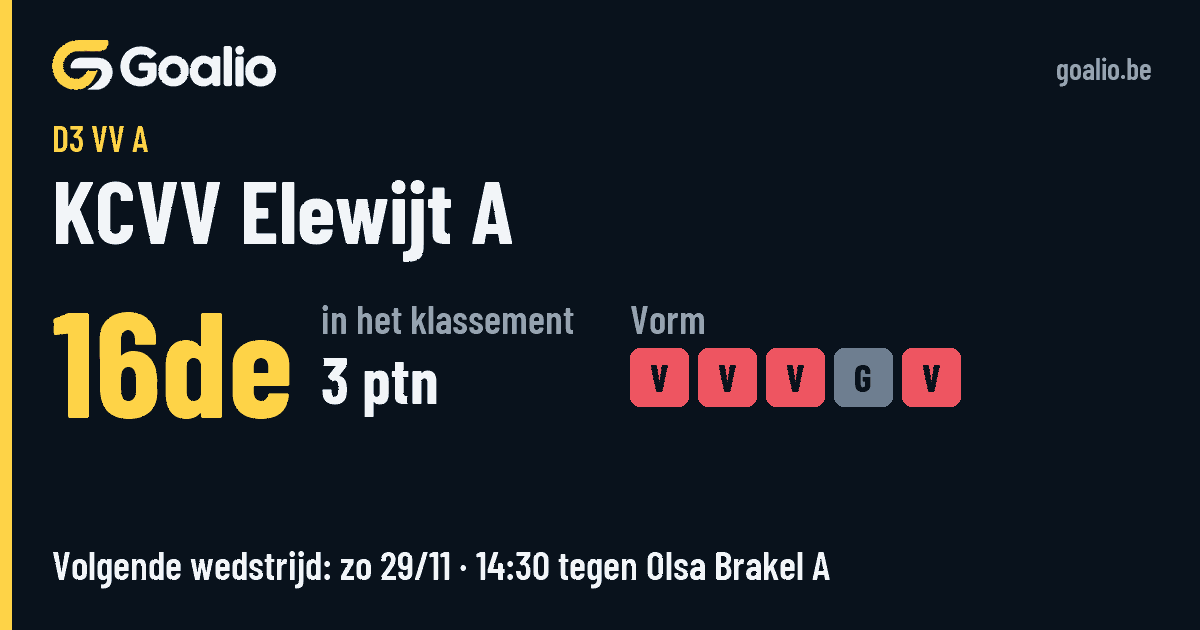 Goalio
goalio.be
D3 VV A
KCVV Elewijt A
16de
in het klassement
3 ptn
Vorm
V V V G V
Volgende wedstrijd: zo 29/11 · 14:30 tegen Olsa Brakel A